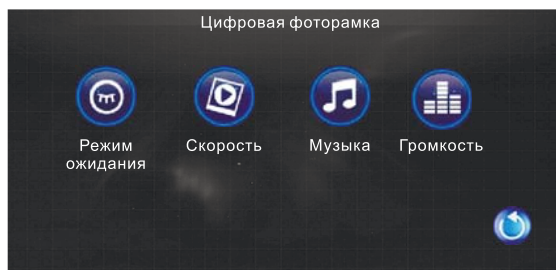 Цифровая фоторамка
Режим
ожидания
Скорость
Музыка
Громкость